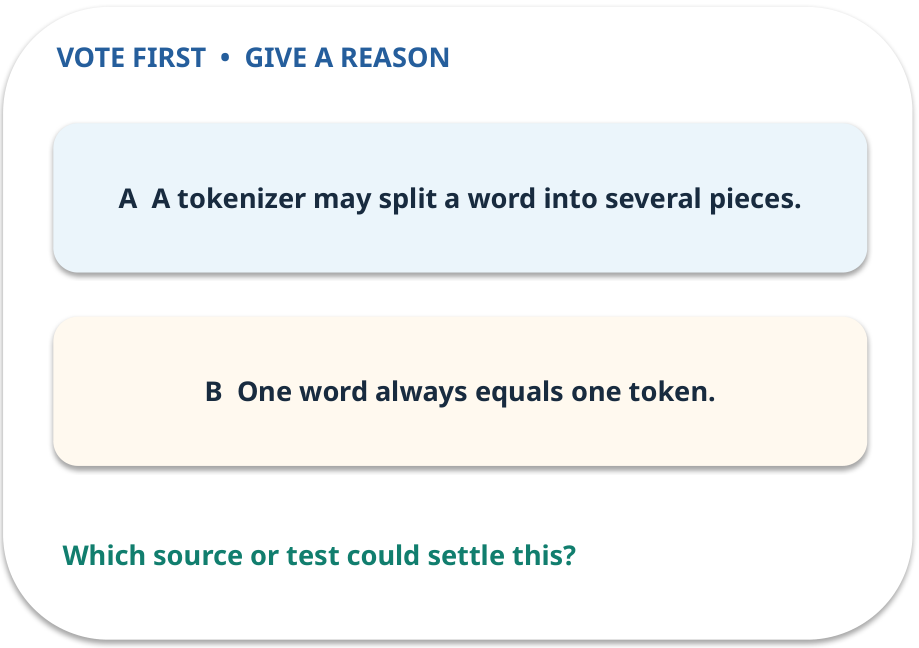 VOTE FIRST • GIVE A REASON
A A tokenizer may split a word into several pieces.
B One word always equals one token.
Which source or test could settle this?